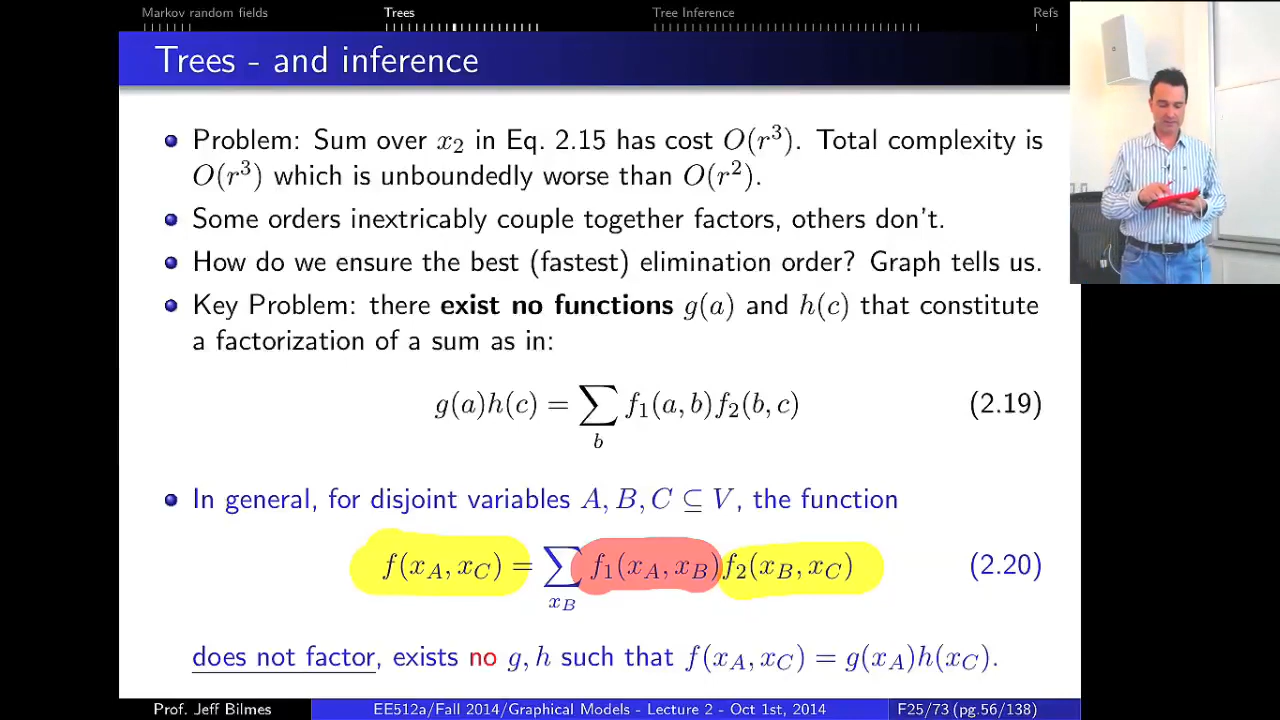 Markov random fields Trees Tree Inference Refs
Trees - and inference
Problem: Sum over x₂ in Eq. 2.15 has cost O(r³). Total complexity is
O(r³) which is unboundedly worse than O(r²).
Some orders inextricably couple together factors, others don't.
How do we ensure the best (fastest) elimination order? Graph tells us.
Key Problem: there exist no functions g(a) and h(c) that constitute
a factorization of a sum as in:
g(a)h(c) = ∑_b f₁(a, b)f₂(b, c) (2.19)
In general, for disjoint variables A, B, C ⊆ V, the function
f(x_A, x_C) = ∑_{x_B} f₁(x_A, x_B)f₂(x_B, x_C) (2.20)
does not factor, exists no g, h such that f(x_A, x_C) = g(x_A)h(x_C).
Prof. Jeff Bilmes EE512a/Fall 2014/Graphical Models - Lecture 2 - Oct 1st, 2014 F25/73 (pg.56/138)